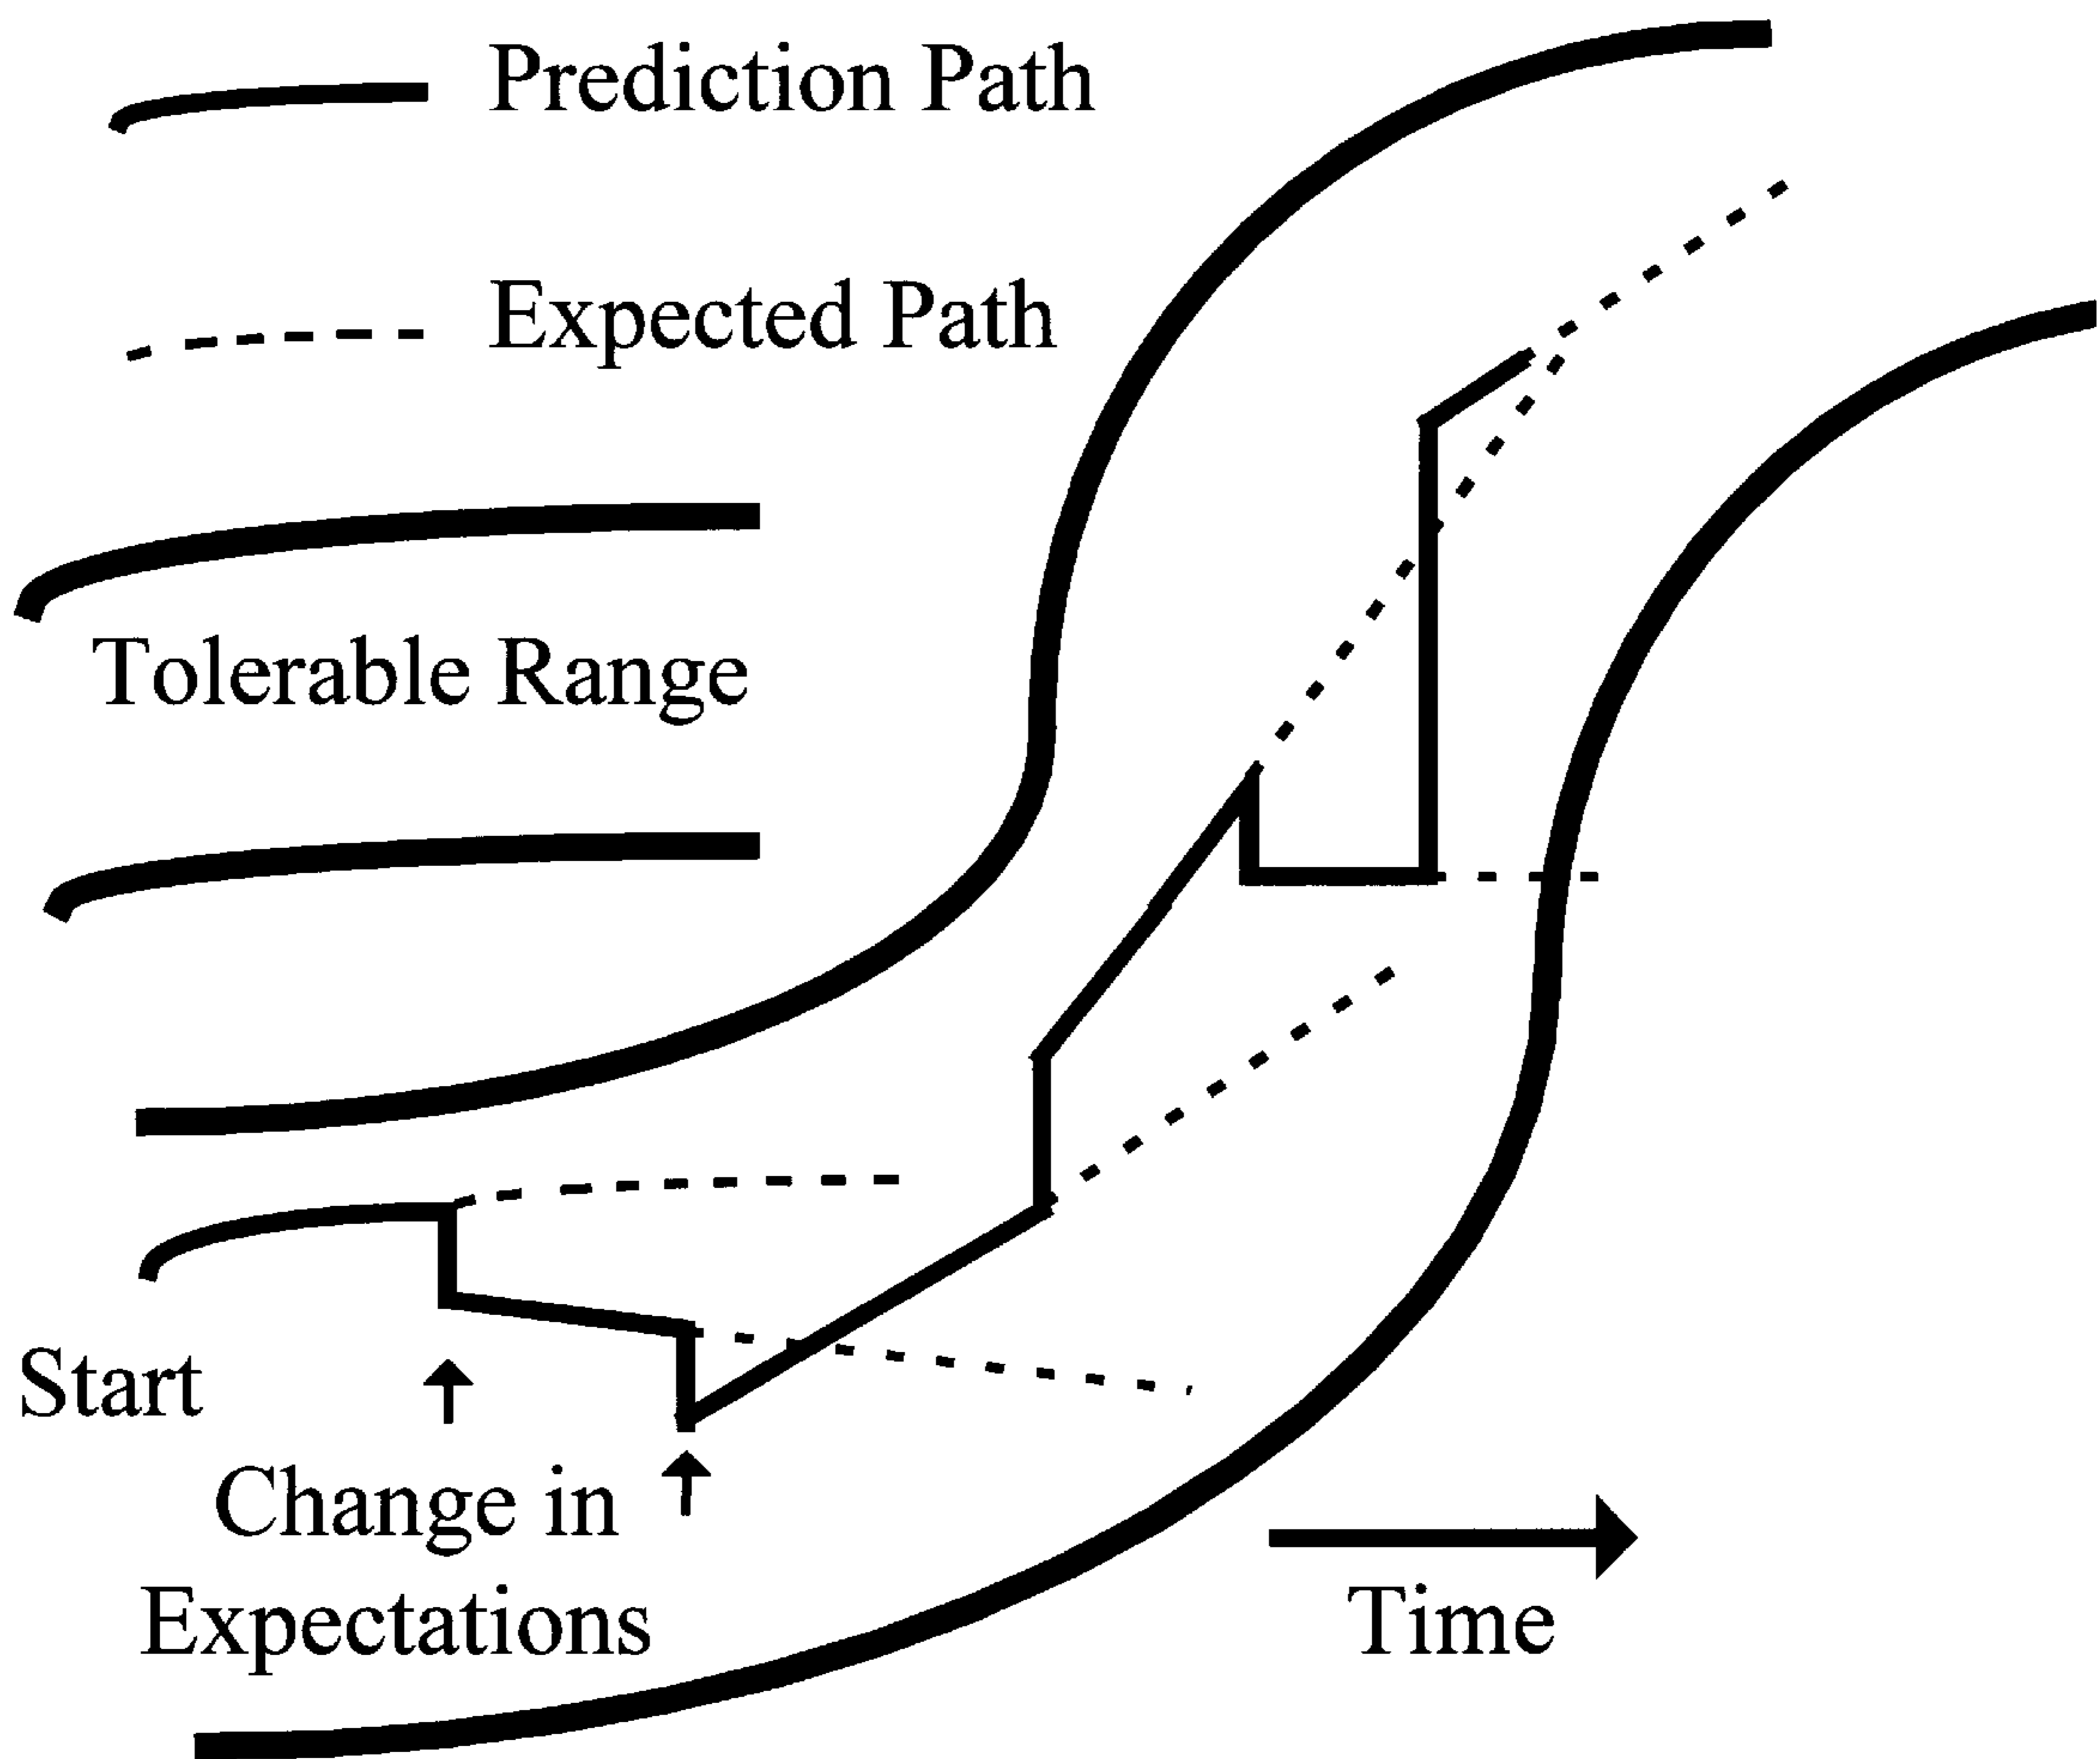 Prediction Path
Expected Path
Tolerable Range
Start
Change in
Expectations
Time